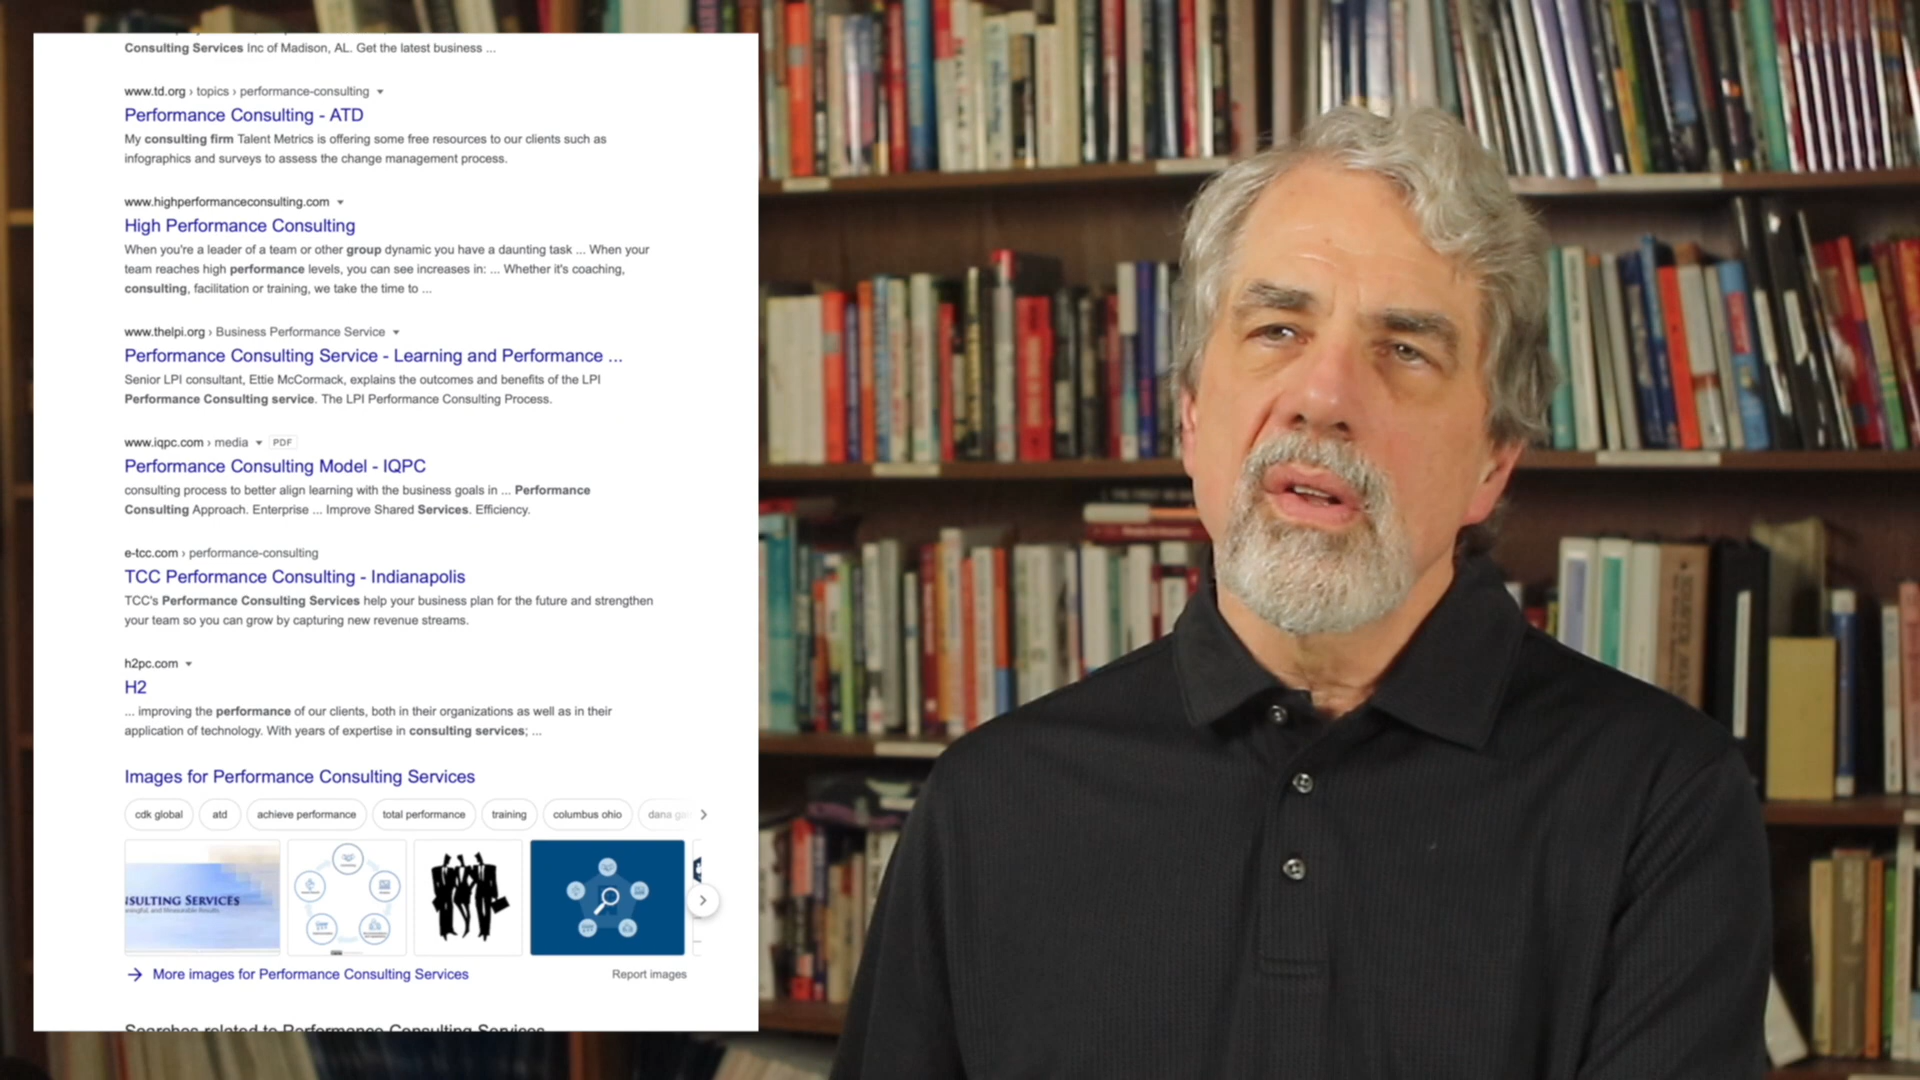 Consulting Services Inc of Madison, AL. Get the latest business ...
www.td.org › topics › performance-consulting
Performance Consulting - ATD
My consulting firm Talent Metrics is offering some free resources to our clients such as
infographics and surveys to assess the change management process.
www.highperformanceconsulting.com
High Performance Consulting
When you're a leader of a team or other group dynamic you have a daunting task ... When your
team reaches high performance levels, you can see increases in: ... Whether it's coaching,
consulting, facilitation or training, we take the time to ...
www.thelpi.org › Business Performance Service
Performance Consulting Service - Learning and Performance ...
Senior LPI consultant, Ettie McCormack, explains the outcomes and benefits of the LPI
Performance Consulting service. The LPI Performance Consulting Process.
www.iqpc.com › media PDF
Performance Consulting Model - IQPC
consulting process to better align learning with the business goals in ... Performance
Consulting Approach. Enterprise ... Improve Shared Services. Efficiency.
e-tcc.com › performance-consulting
TCC Performance Consulting - Indianapolis
TCC's Performance Consulting Services help your business plan for the future and strengthen
your team so you can grow by capturing new revenue streams.
h2pc.com
H2
... improving the performance of our clients, both in their organizations as well as in their
application of technology. With years of expertise in consulting services; ...
Images for Performance Consulting Services
cdk global atd achieve performance total performance training columbus ohio dana
NSULTING SERVICES
More images for Performance Consulting Services Report images
Searches related to Performance Consulting Services